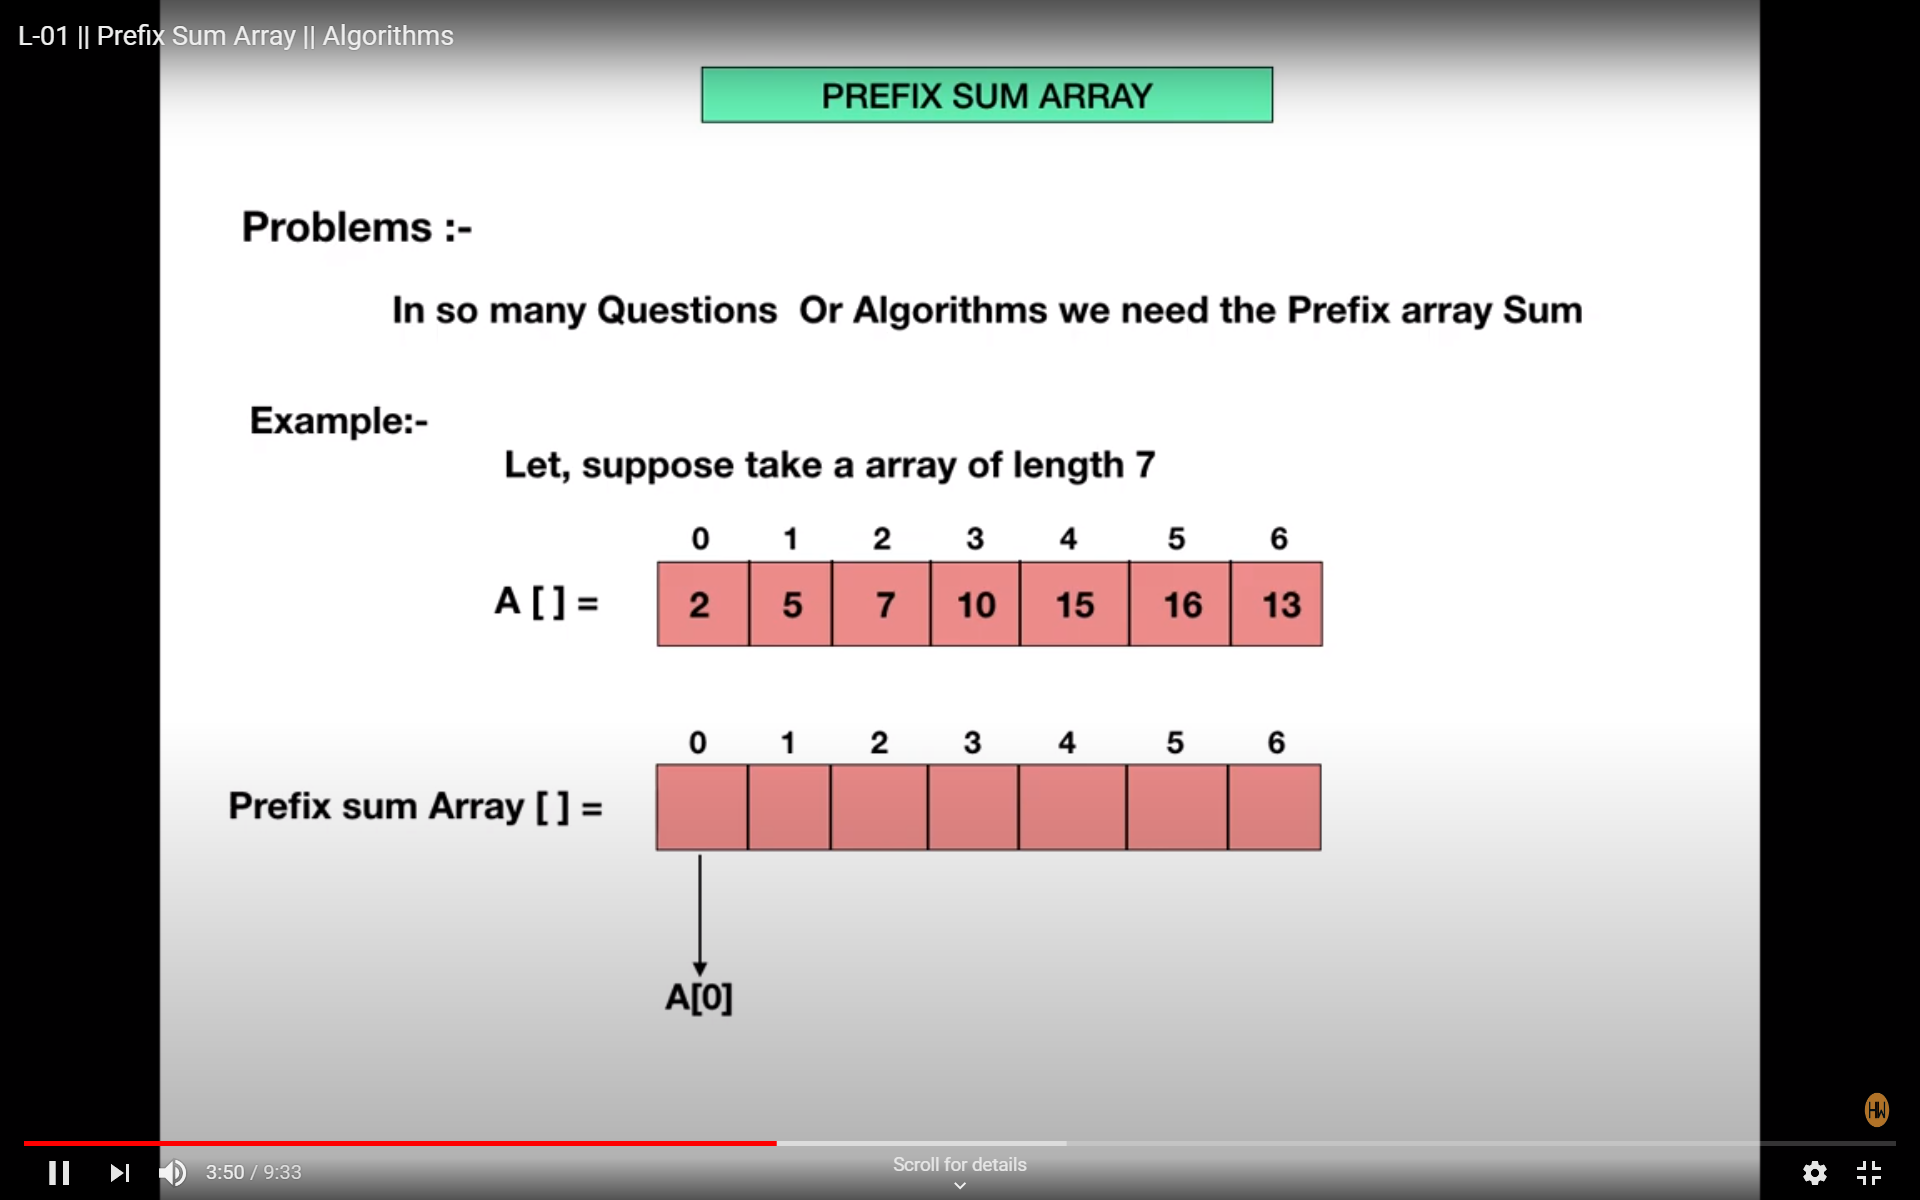 L-01 || Prefix Sum Array || Algorithms
PREFIX SUM ARRAY
Problems :-
In so many Questions Or Algorithms we need the Prefix array Sum
Example:-
Let, suppose take a array of length 7
0 1 2 3 4 5 6
A [ ] = 2 5 7 10 15 16 13
0 1 2 3 4 5 6
Prefix sum Array [ ] =
A[0]
HW
3:50 / 9:33
Scroll for details